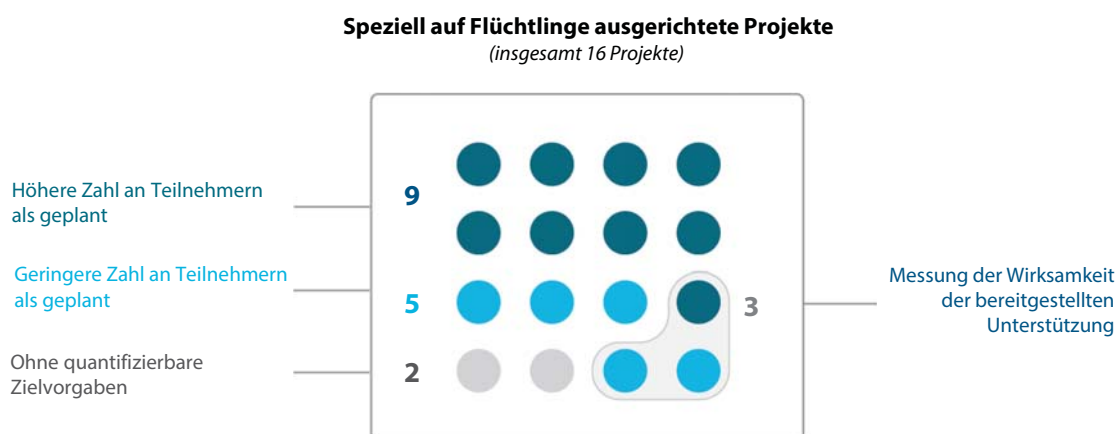 Speziell auf Flüchtlinge ausgerichtete Projekte
(insgesamt 16 Projekte)
Höhere Zahl an Teilnehmern
als geplant
9
Geringere Zahl an Teilnehmern
als geplant
5
Ohne quantifizierbare
Zielvorgaben
2
3
Messung der Wirksamkeit
der bereitgestellten
Unterstützung